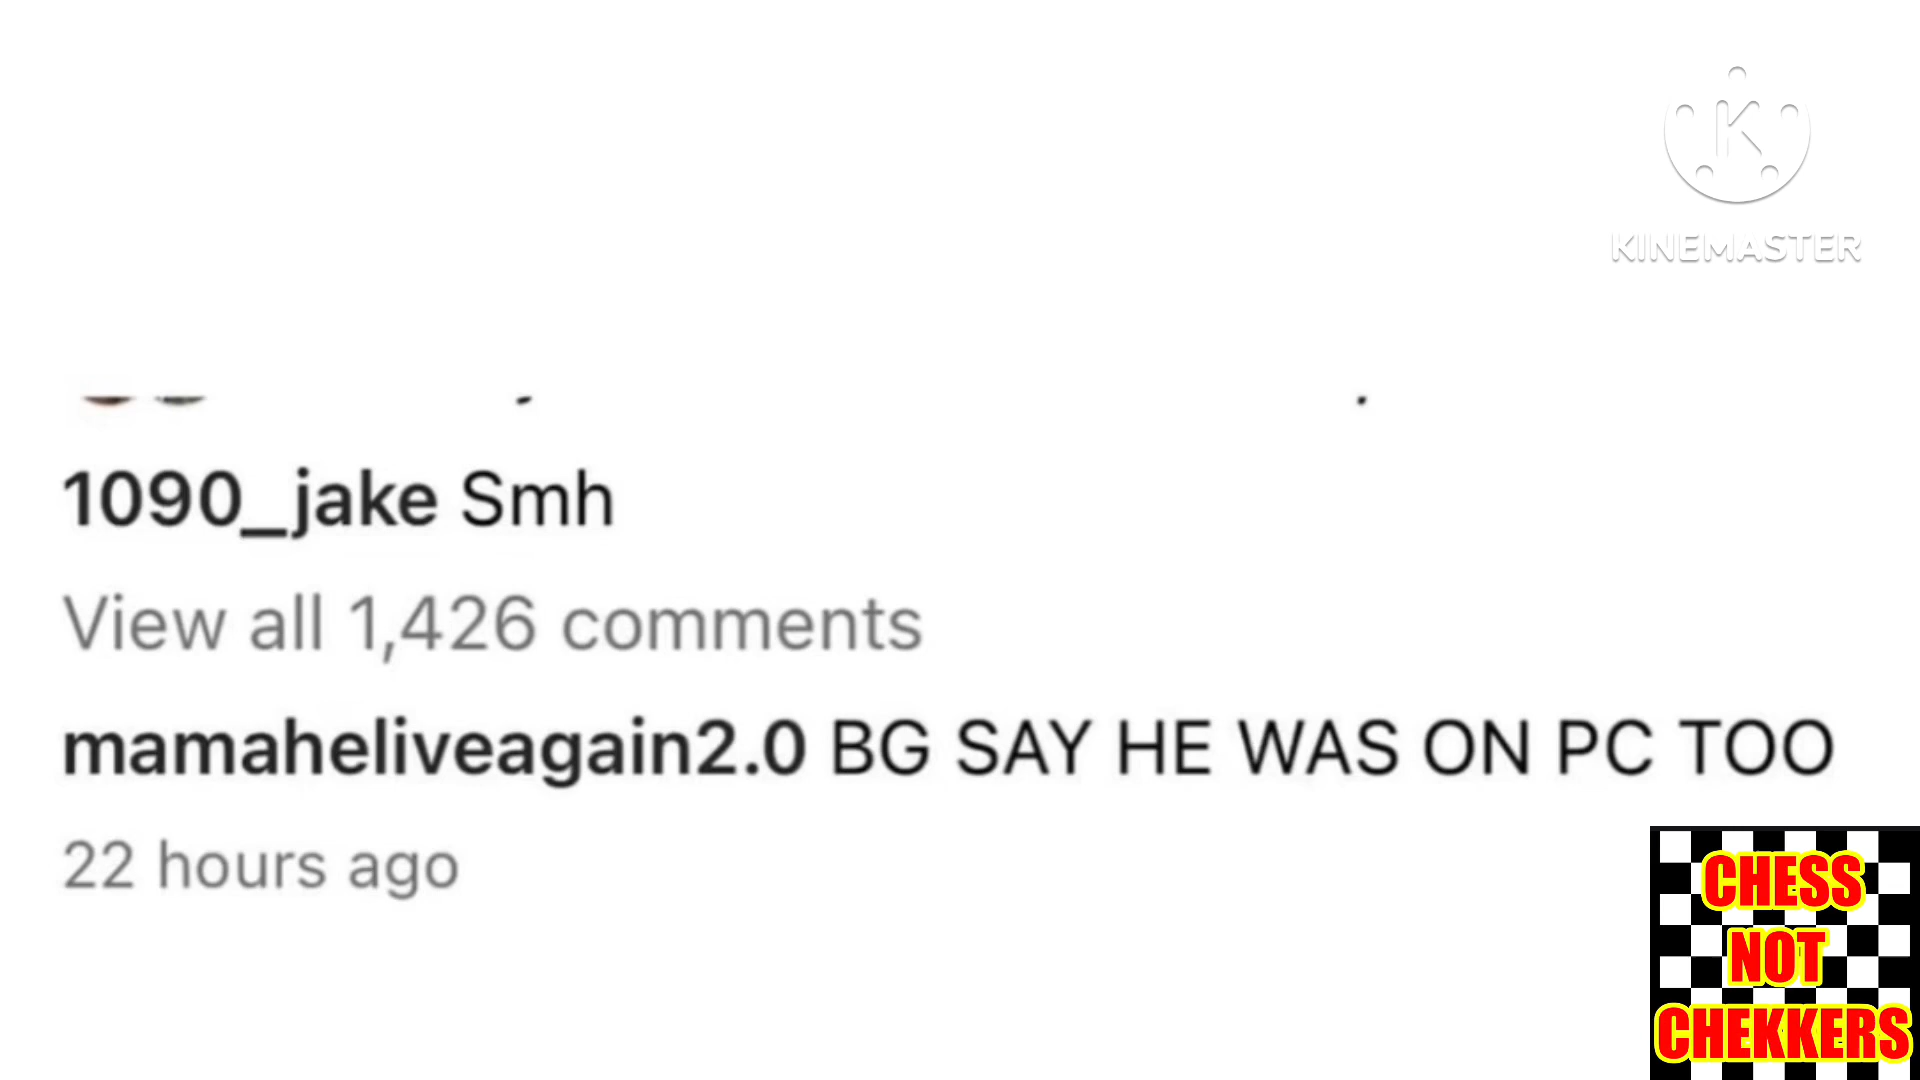 K
KINEMASTER
1090_jake Smh
View all 1,426 comments
mamaheliveagain2.0 BG SAY HE WAS ON PC TOO
22 hours ago
CHESS
NOT
CHEKKERS